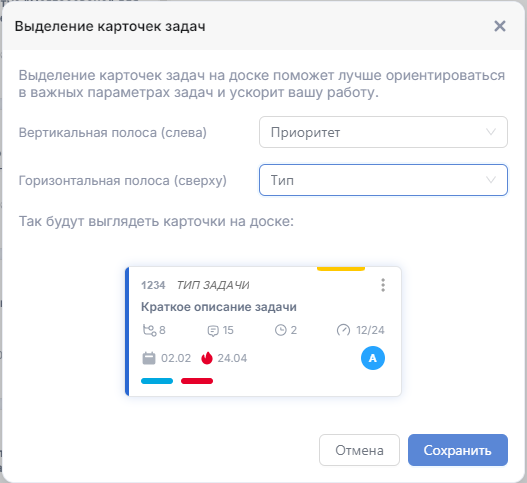 Выделение карточек задач
Выделение карточек задач на доске поможет лучше ориентироваться
в важных параметрах задач и ускорит вашу работу.
Вертикальная полоса (слева)
Приоритет
Горизонтальная полоса (сверху)
Тип
Так будут выглядеть карточки на доске:
1234 ТИП ЗАДАЧИ
Краткое описание задачи
8 15 2 12/24
02.02 24.04 А
Отмена Сохранить